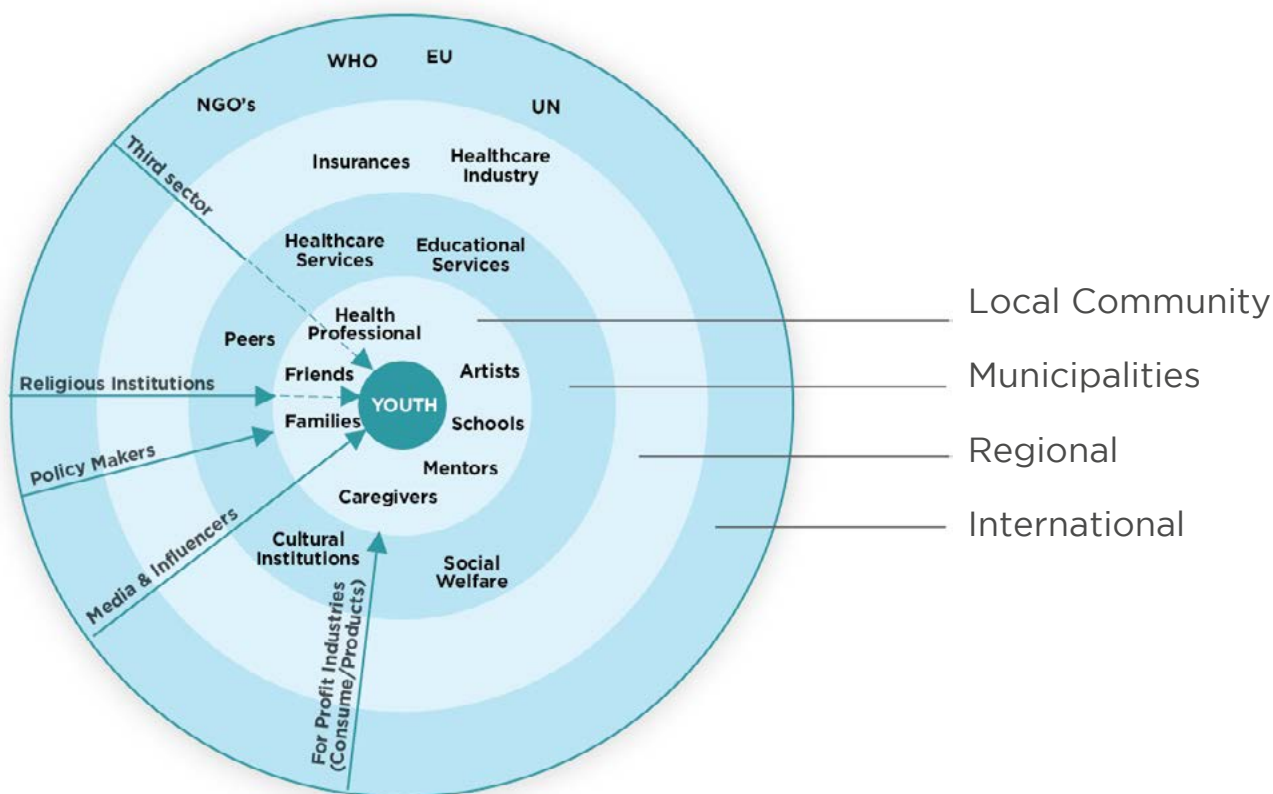 WHO
EU
NGO's
UN
Third sector
Insurances
Healthcare
Industry
Healthcare
Services
Educational
Services
Health
Professional
Peers
Friends
Artists
Religious Institutions
YOUTH
Families
Schools
Policy Makers
Mentors
Caregivers
Media & Influencers
Cultural
Institutions
Social
Welfare
For Profit Industries
(Consume/Products)
Local Community
Municipalities
Regional
International